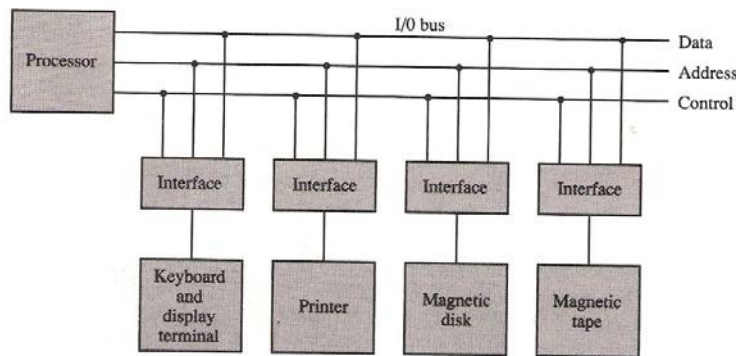 I/0 bus
Data
Processor
Address
Control
Interface
Interface
Interface
Interface
Keyboard
and
display
terminal
Printer
Magnetic
disk
Magnetic
tape